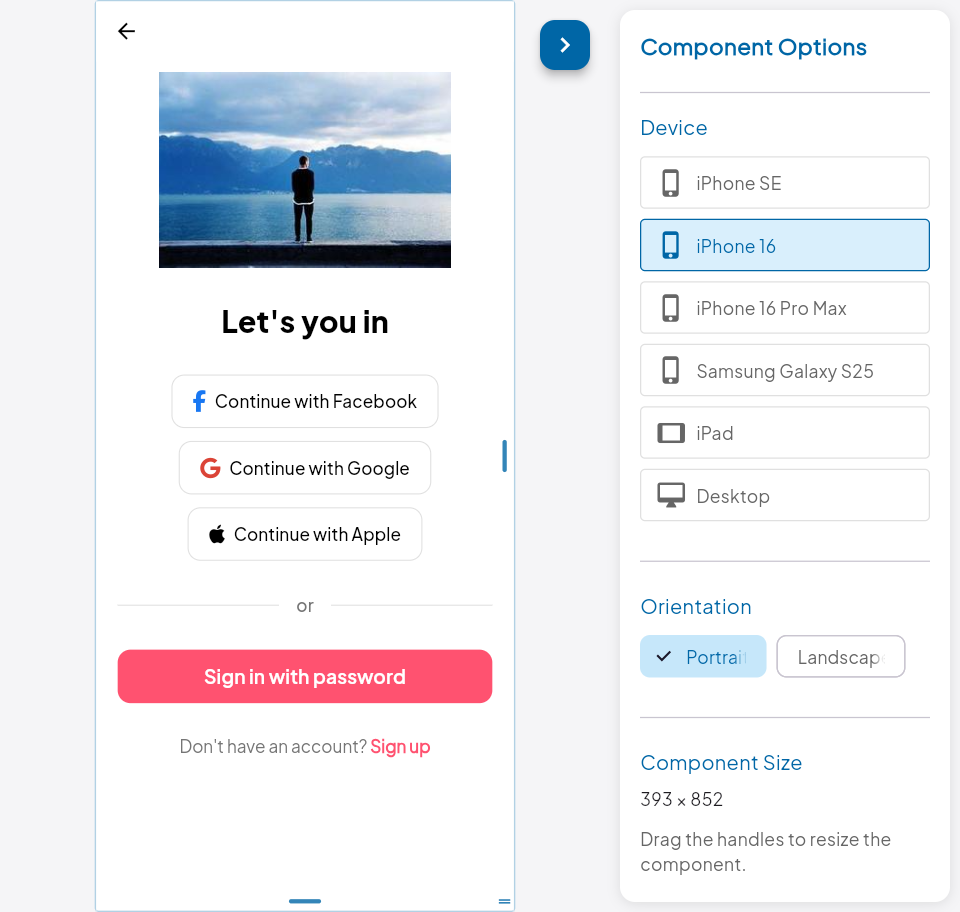 Let's you in
Continue with Facebook
Continue with Google
Continue with Apple
or
Sign in with password
Don't have an account? Sign up
Component Options
Device
iPhone SE
iPhone 16
iPhone 16 Pro Max
Samsung Galaxy S25
iPad
Desktop
Orientation
Portrait
Landscape
Component Size
393 × 852
Drag the handles to resize the
component.